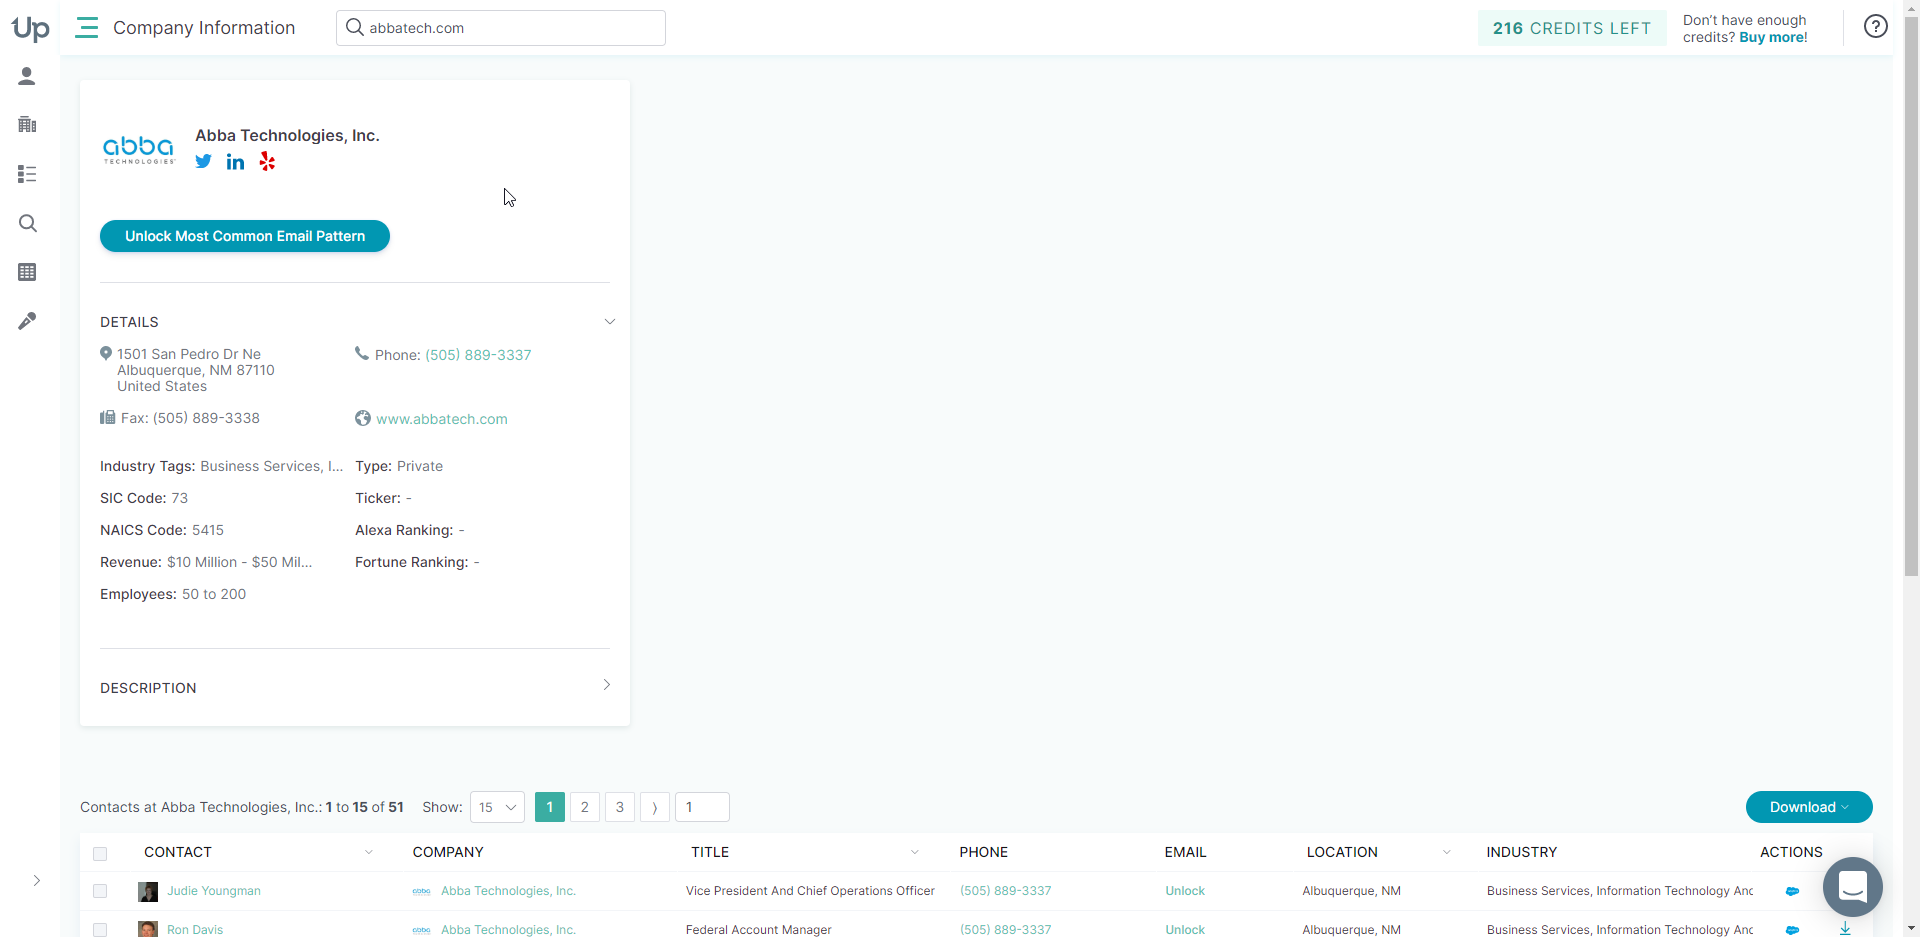 Up
Company Information
abbatech.com
216 CREDITS LEFT
Don't have enough
credits? Buy more!
?
abba
TECHNOLOGIES
Abba Technologies, Inc.
Unlock Most Common Email Pattern
DETAILS
1501 San Pedro Dr Ne
Albuquerque, NM 87110
United States
Phone: (505) 889-3337
Fax: (505) 889-3338
www.abbatech.com
Industry Tags: Business Services, I...
Type: Private
SIC Code: 73
Ticker: -
NAICS Code: 5415
Alexa Ranking: -
Revenue: $10 Million - $50 Mil...
Fortune Ranking: -
Employees: 50 to 200
DESCRIPTION
Contacts at Abba Technologies, Inc.: 1 to 15 of 51 Show: 15 1 2 3 ⟩ 1
Download
CONTACT COMPANY TITLE PHONE EMAIL LOCATION INDUSTRY ACTIONS
Judie Youngman abba Abba Technologies, Inc. Vice President And Chief Operations Officer (505) 889-3337 Unlock Albuquerque, NM Business Services, Information Technology Anc
Ron Davis abba Abba Technologies, Inc. Federal Account Manager (505) 889-3337 Unlock Albuquerque, NM Business Services, Information Technology Anc